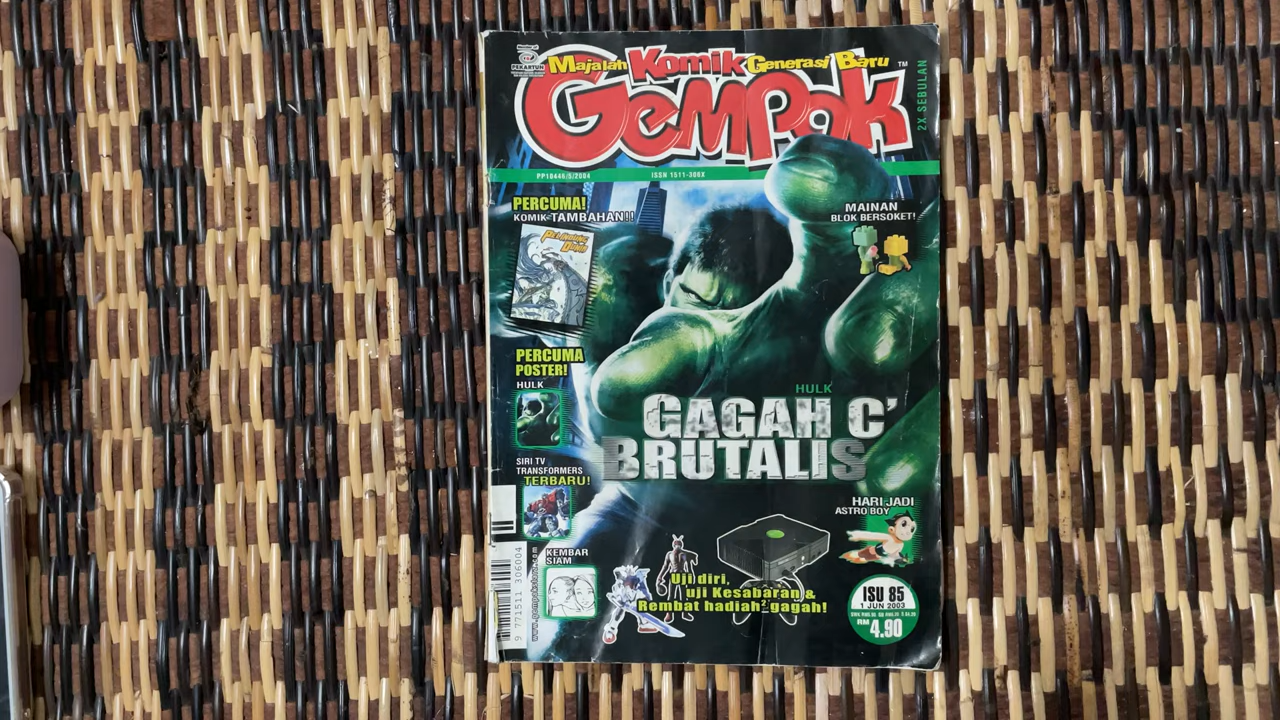 PEKARTUN
Majalah Komik Generasi Baru
GEMPAK
TM
2X SEBULAN
PP10446/5/2004
ISSN 1511-306X
PERCUMA!
KOMIK TAMBAHAN!!
MAINAN
BLOK BERSOKET!
PERCUMA
POSTER!
HULK
HULK
GAGAH C'
BRUTALIS
SIRI TV
TRANSFORMERS
TERBARU!
HARI JADI
ASTRO BOY
KEMBAR
SIAM
Uji diri,
uji Kesabaran &
Rembat hadiah² gagah!
ISU 85
1 JUN 2003
RM 4.90
9 771511 306004